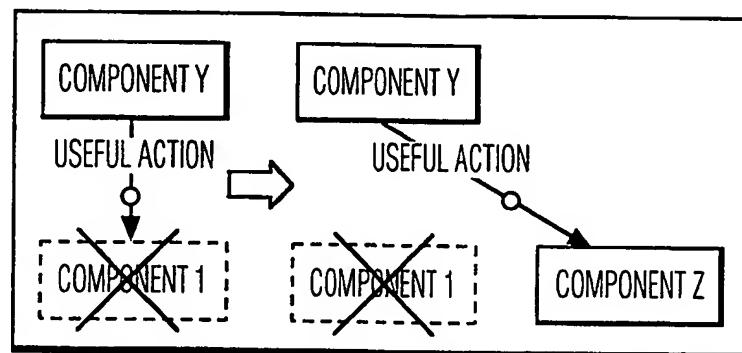 COMPONENT Y
USEFUL ACTION
COMPONENT 1
COMPONENT Y
USEFUL ACTION
COMPONENT 1
COMPONENT Z